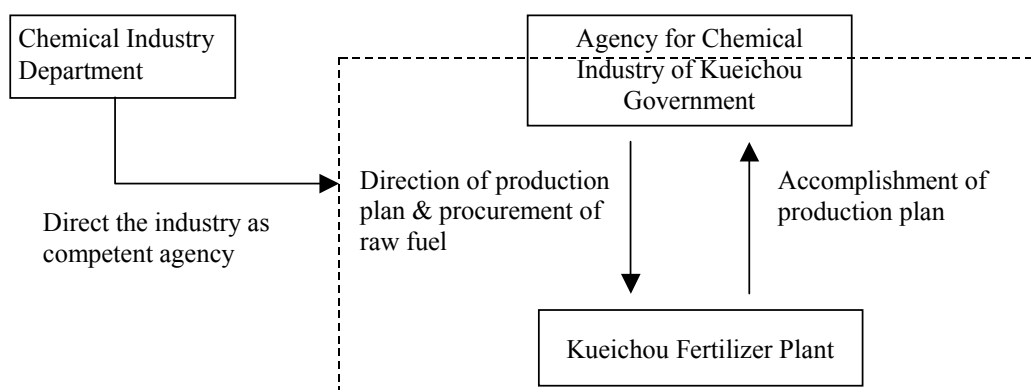 Chemical Industry
Department
Agency for Chemical
Industry of Kueichou
Government
Direct the industry as
competent agency
Direction of production
plan & procurement of
raw fuel
Accomplishment of
production plan
Kueichou Fertilizer Plant